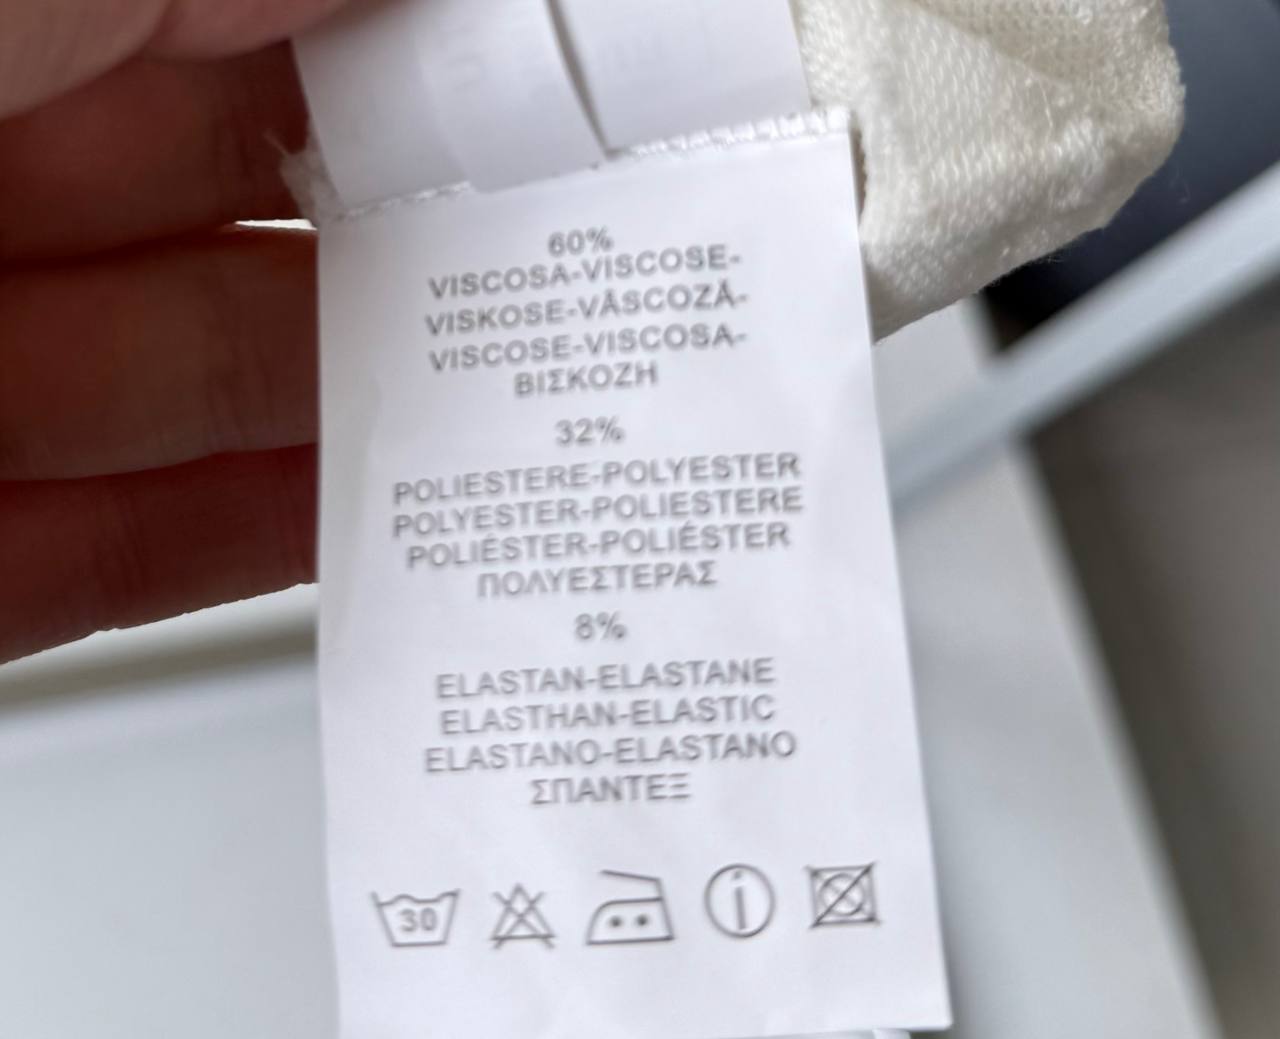 60%
VISCOSA-VISCOSE-
VISKOSE-VÂSCOZĂ-
VISCOSE-VISCOSA-
ΒΙΣΚΟΖΗ
32%
POLIESTERE-POLYESTER
POLYESTER-POLIESTERE
POLIÉSTER-POLIÉSTER
ΠΟΛΥΕΣΤΕΡΑΣ
8%
ELASTAN-ELASTANE
ELASTHAN-ELASTIC
ELASTANO-ELASTANO
ΣΠΑΝΤΕΞ
30